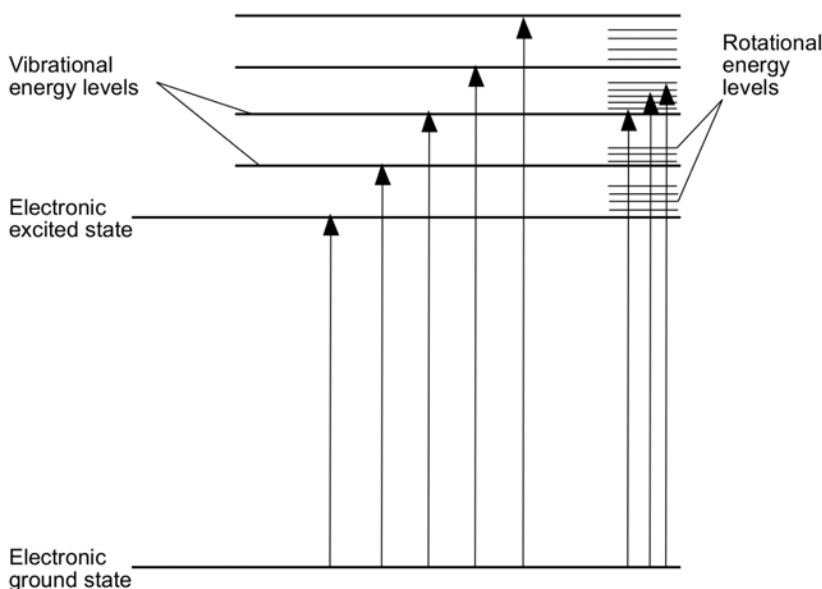 Vibrational
energy levels
Rotational
energy
levels
Electronic
excited state
Electronic
ground state